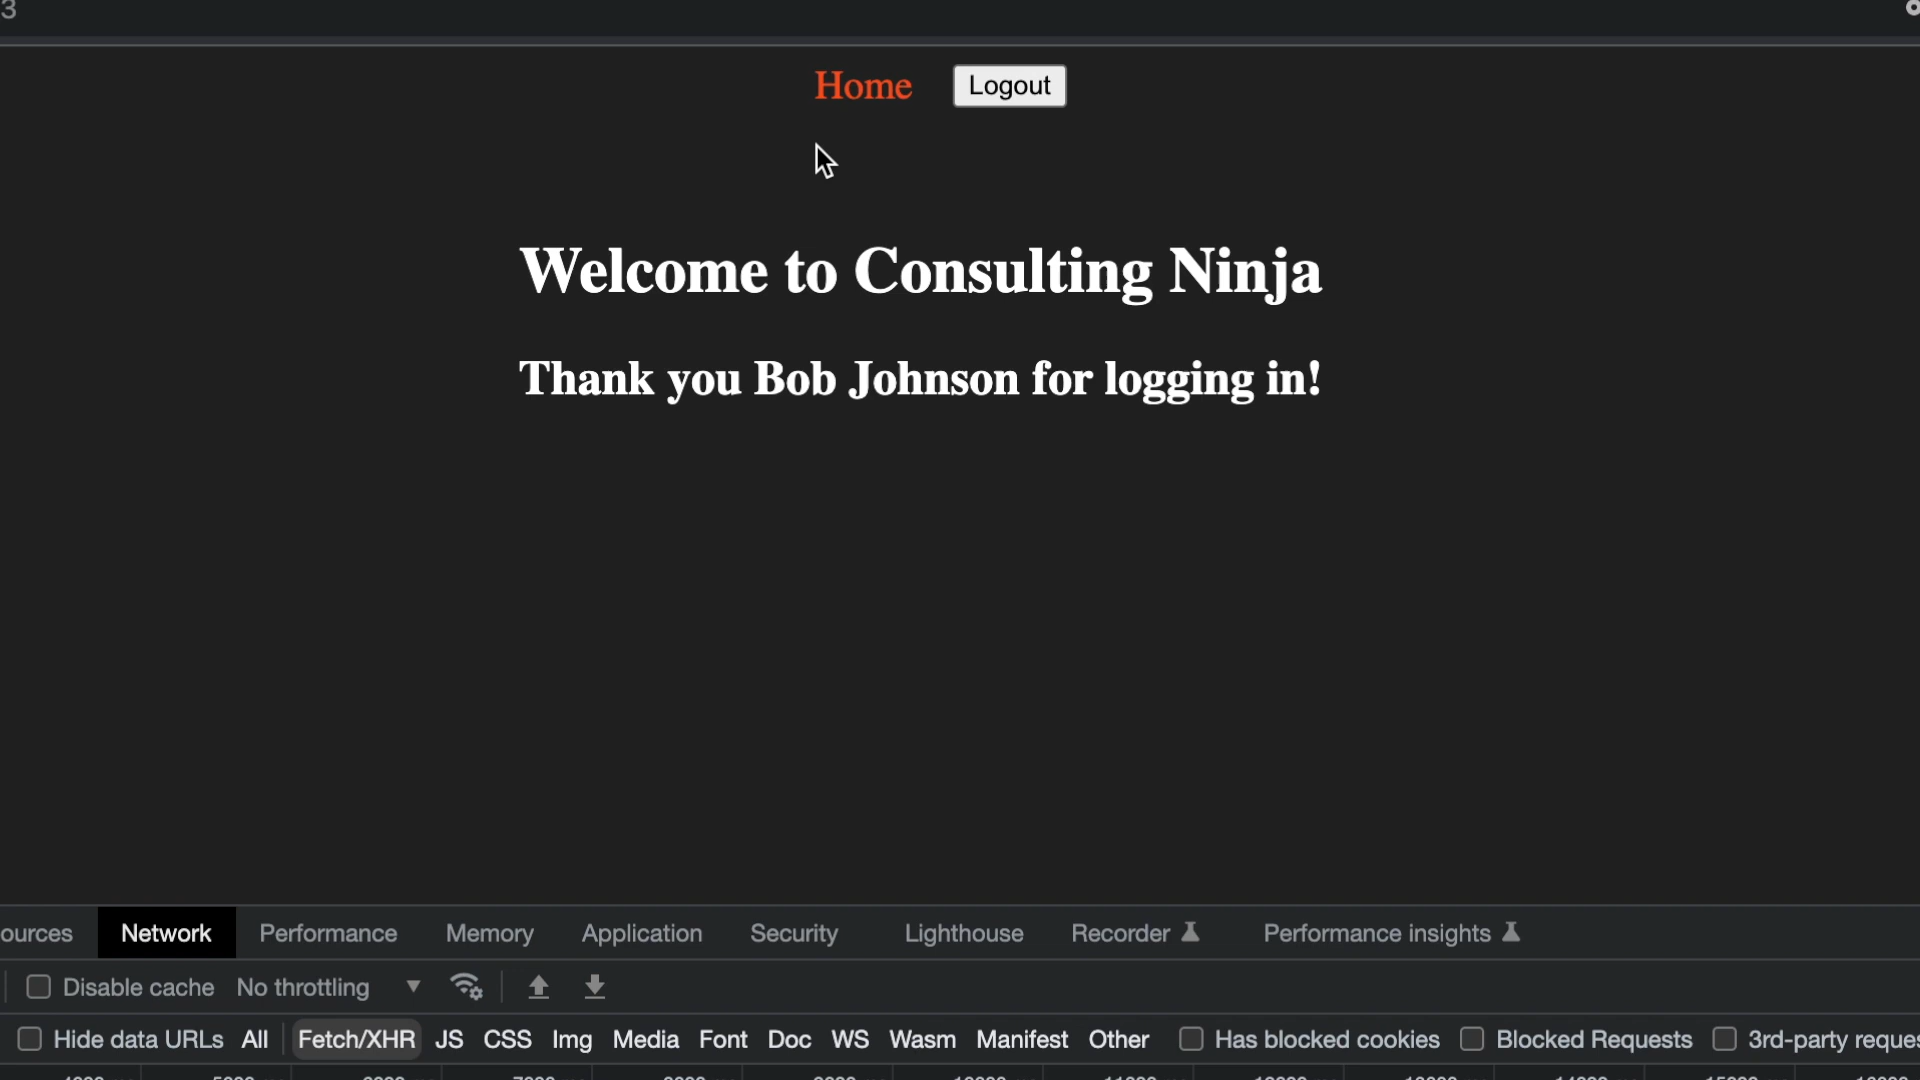 3
Home Logout
Welcome to Consulting Ninja
Thank you Bob Johnson for logging in!
ources Network Performance Memory Application Security Lighthouse Recorder Performance insights
Disable cache No throttling
Hide data URLs All Fetch/XHR JS CSS Img Media Font Doc WS Wasm Manifest Other Has blocked cookies Blocked Requests 3rd-party reques